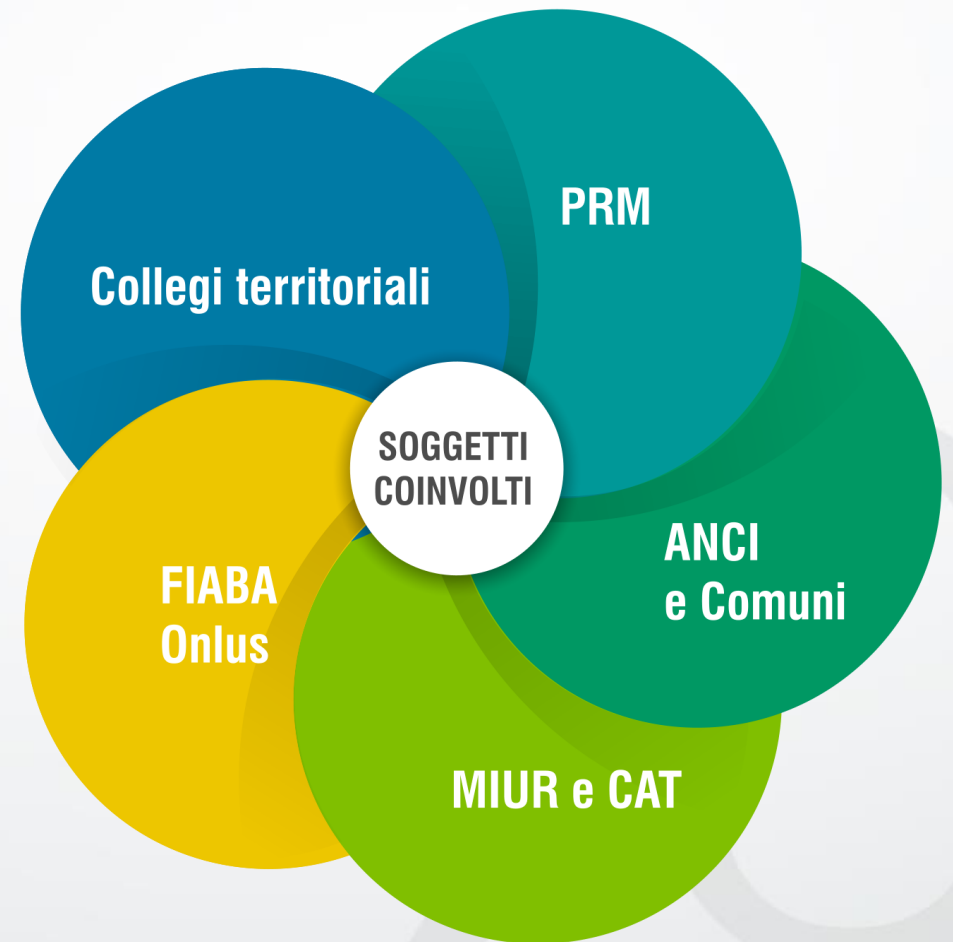 PRM
Collegi territoriali
SOGGETTI
COINVOLTI
ANCI
e Comuni
FIABA
Onlus
MIUR e CAT